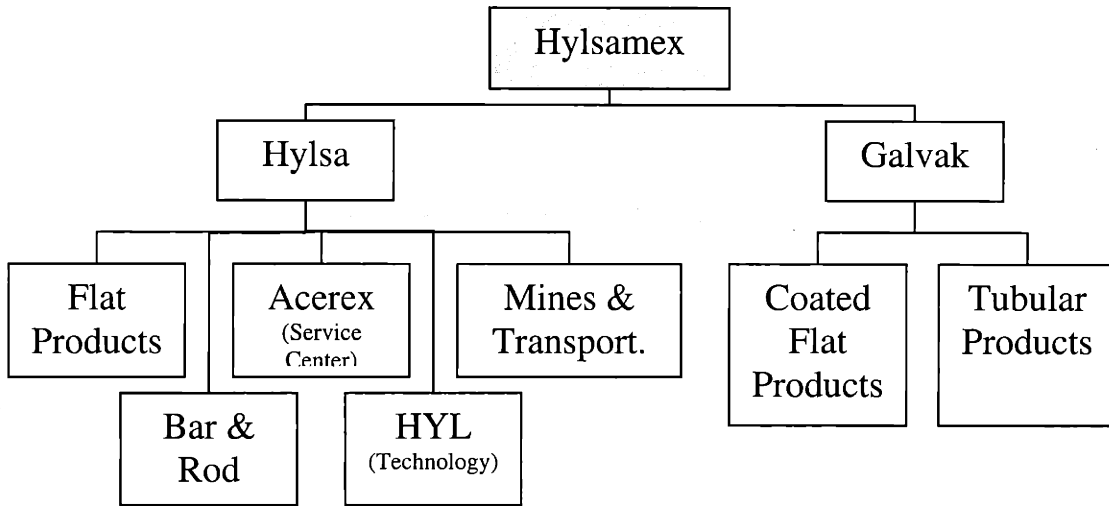 Hylsamex
Hylsa
Galvak
Flat
Products
Acerex
(Service
Center)
Mines &
Transport.
Coated
Flat
Products
Tubular
Products
Bar &
Rod
HYL
(Technology)